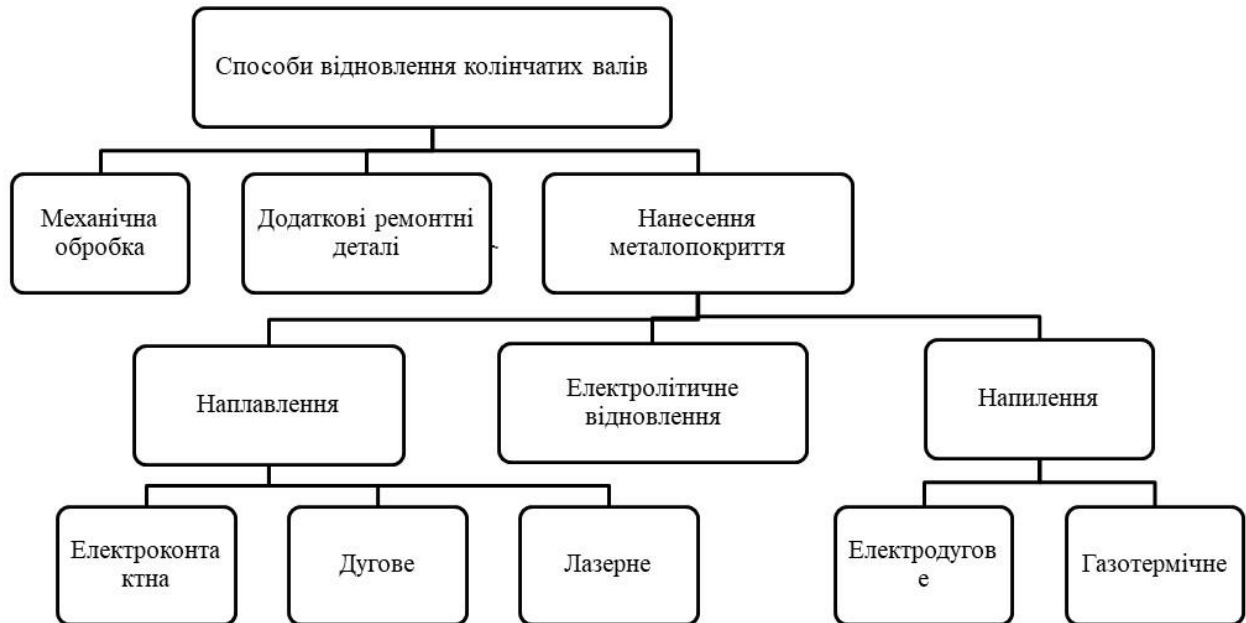 Способи відновлення колінчатих валів
Механічна
обробка
Додаткові ремонтні
деталі
~
Нанесення
металопокриття
Наплавлення
Електролітичне
відновлення
Напилення
Електроконта
ктна
Дугове
Лазерне
Електродугов
е
Газотермічне